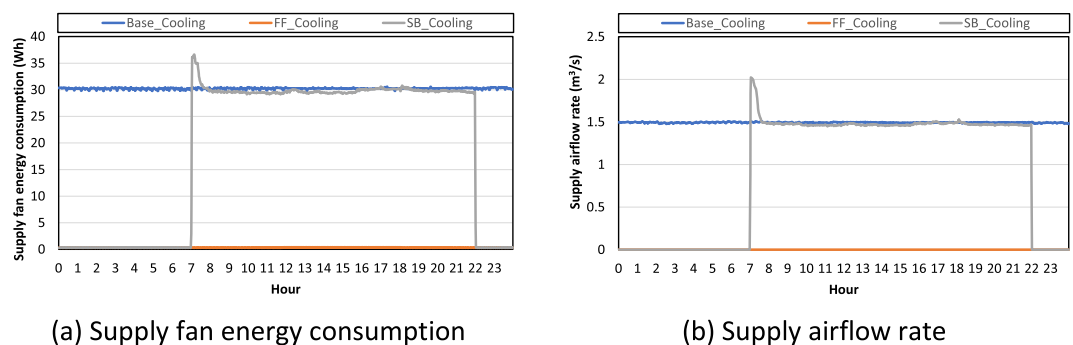 Base_Cooling FF_Cooling SB_Cooling
Supply fan energy consumption (Wh)
40
35
30
25
20
15
10
5
0
0 1 2 3 4 5 6 7 8 9 10 11 12 13 14 15 16 17 18 19 20 21 22 23
Hour
(a) Supply fan energy consumption
Base_Cooling FF_Cooling SB_Cooling
Supply airflow rate (m³/s)
2.5
2
1.5
1
0.5
0
0 1 2 3 4 5 6 7 8 9 10 11 12 13 14 15 16 17 18 19 20 21 22 23
Hour
(b) Supply airflow rate